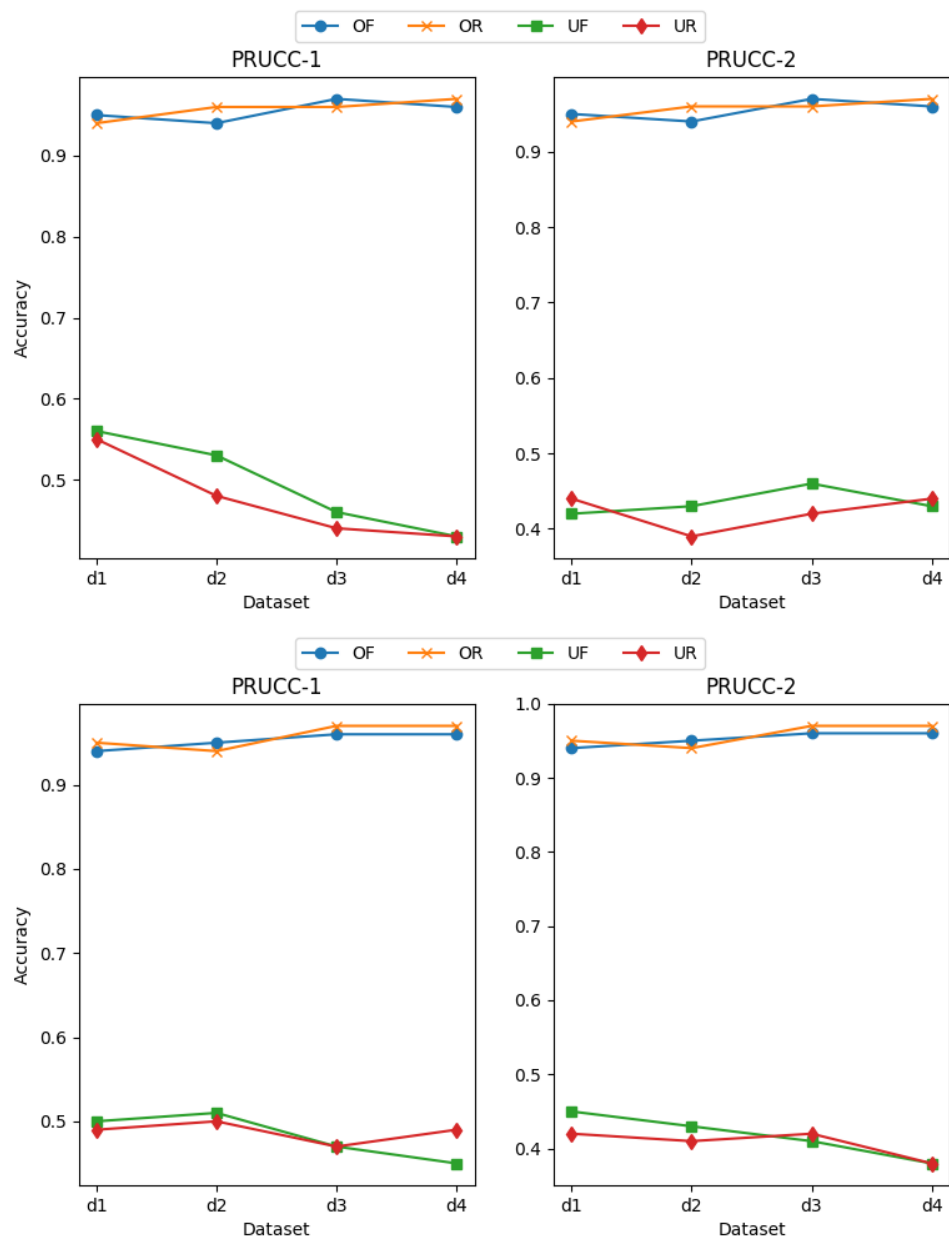 OF OR UF UR
PRUCC-1
PRUCC-2
Accuracy
0.9
0.8
0.7
0.6
0.5
d1 d2 d3 d4
Dataset
0.9
0.8
0.7
0.6
0.5
0.4
d1 d2 d3 d4
Dataset
OF OR UF UR
PRUCC-1
PRUCC-2
Accuracy
0.9
0.8
0.7
0.6
0.5
d1 d2 d3 d4
Dataset
1.0
0.9
0.8
0.7
0.6
0.5
0.4
d1 d2 d3 d4
Dataset